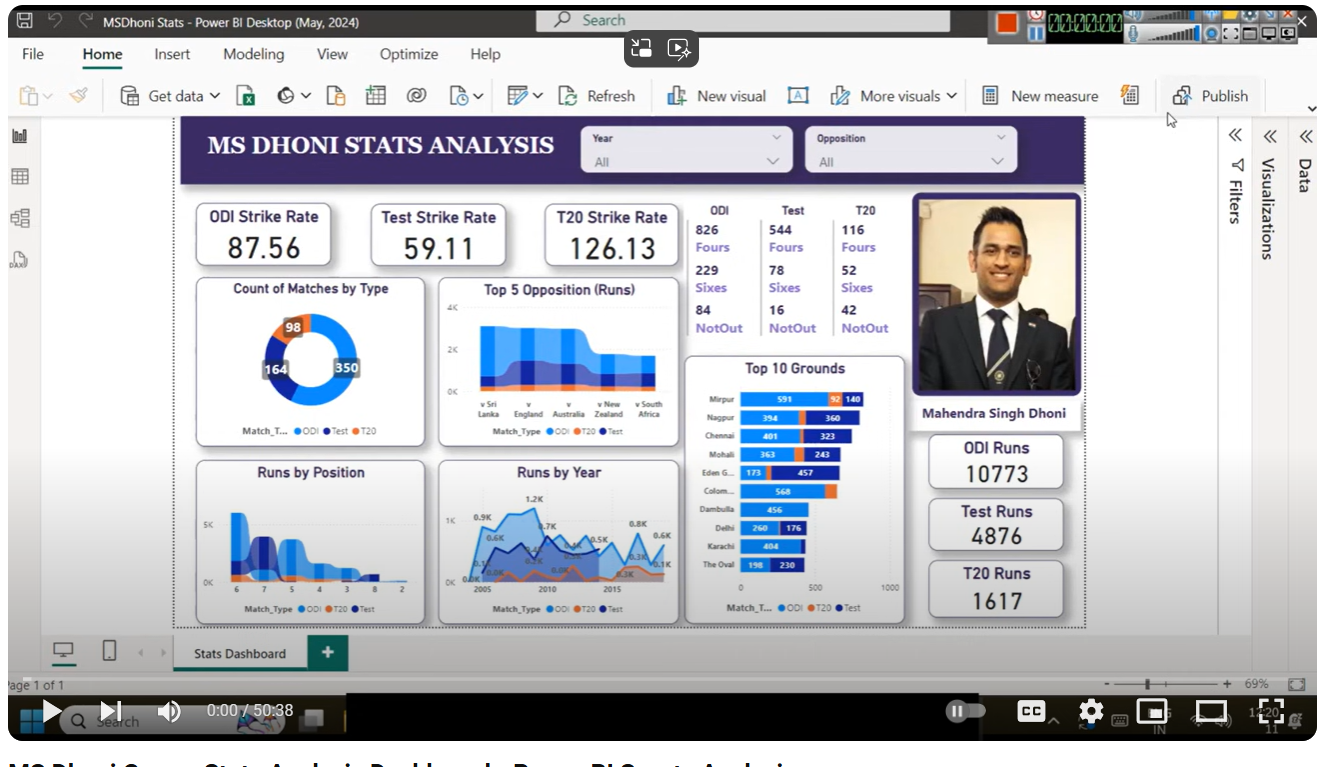 MSDhoni Stats - Power BI Desktop (May, 2024)
Search
00:00:00
File Home Insert Modeling View Optimize Help
Get data Refresh New visual A More visuals New measure Publish
MS DHONI STATS ANALYSIS
Year
All
Opposition
All
Filters
Visualizations
Data
ODI Strike Rate
87.56
Test Strike Rate
59.11
T20 Strike Rate
126.13
ODI Test T20
826 544 116
Fours Fours Fours
229 78 52
Sixes Sixes Sixes
84 16 42
NotOut NotOut NotOut
Mahendra Singh Dhoni
Count of Matches by Type
98
164
350
Match_T... ODI Test T20
Top 5 Opposition (Runs)
4K
2K
0K
v Sri Lanka
v England
v Australia
v New Zealand
v South Africa
Match_Type ODI T20 Test
Top 10 Grounds
Mirpur 591 92 140
Nagpur 394 360
Chennai 401 323
Mohali 363 243
Eden G... 173 457
Colom... 568
Dambulla 456
Delhi 260 176
Karachi 404
The Oval 198 230
0 500 1000
Match_T... ODI T20 Test
Runs by Position
5K
0K
6 7 5 4 3 8 2
Match_Type ODI T20 Test
Runs by Year
1K
0K
0.9K
1.2K
0.6K
0.7K
0.5K
0.8K
0.6K
2005 2010 2015
Match_Type ODI T20 Test
ODI Runs
10773
Test Runs
4876
T20 Runs
1617
Stats Dashboard
+
Page 1 of 1
- + 69%
Search
0:00 / 50:38
CC
IN